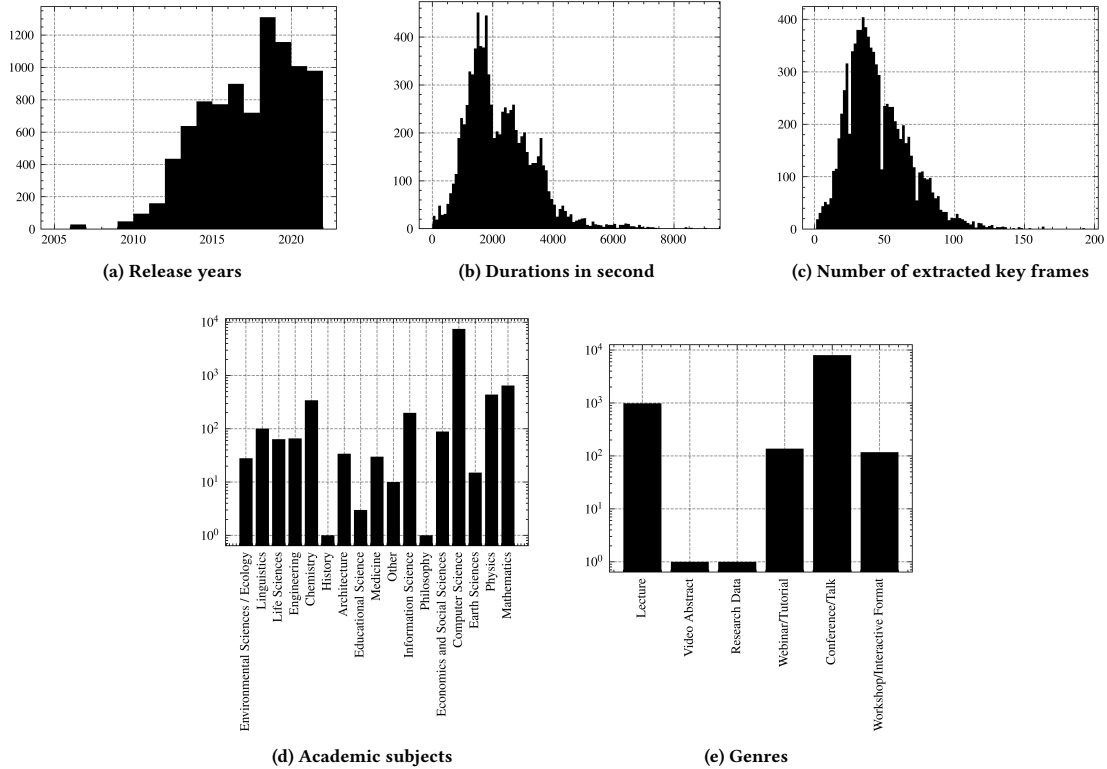 1200
1000
800
600
400
200
0
2005
2010
2015
2020
(a) Release years
400
300
200
100
0
0
2000
4000
6000
8000
(b) Durations in second
400
300
200
100
0
0
50
100
150
200
(c) Number of extracted key frames
10^4
10^3
10^2
10^1
10^0
Environmental Sciences / Ecology
Linguistics
Life Sciences
Engineering
Chemistry
History
Architecture
Educational Science
Medicine
Other
Information Science
Philosophy
Economics and Social Sciences
Computer Science
Earth Sciences
Physics
Mathematics
(d) Academic subjects
10^4
10^3
10^2
10^1
10^0
Lecture
Video Abstract
Research Data
Webinar/Tutorial
Conference/Talk
Workshop/Interactive Format
(e) Genres